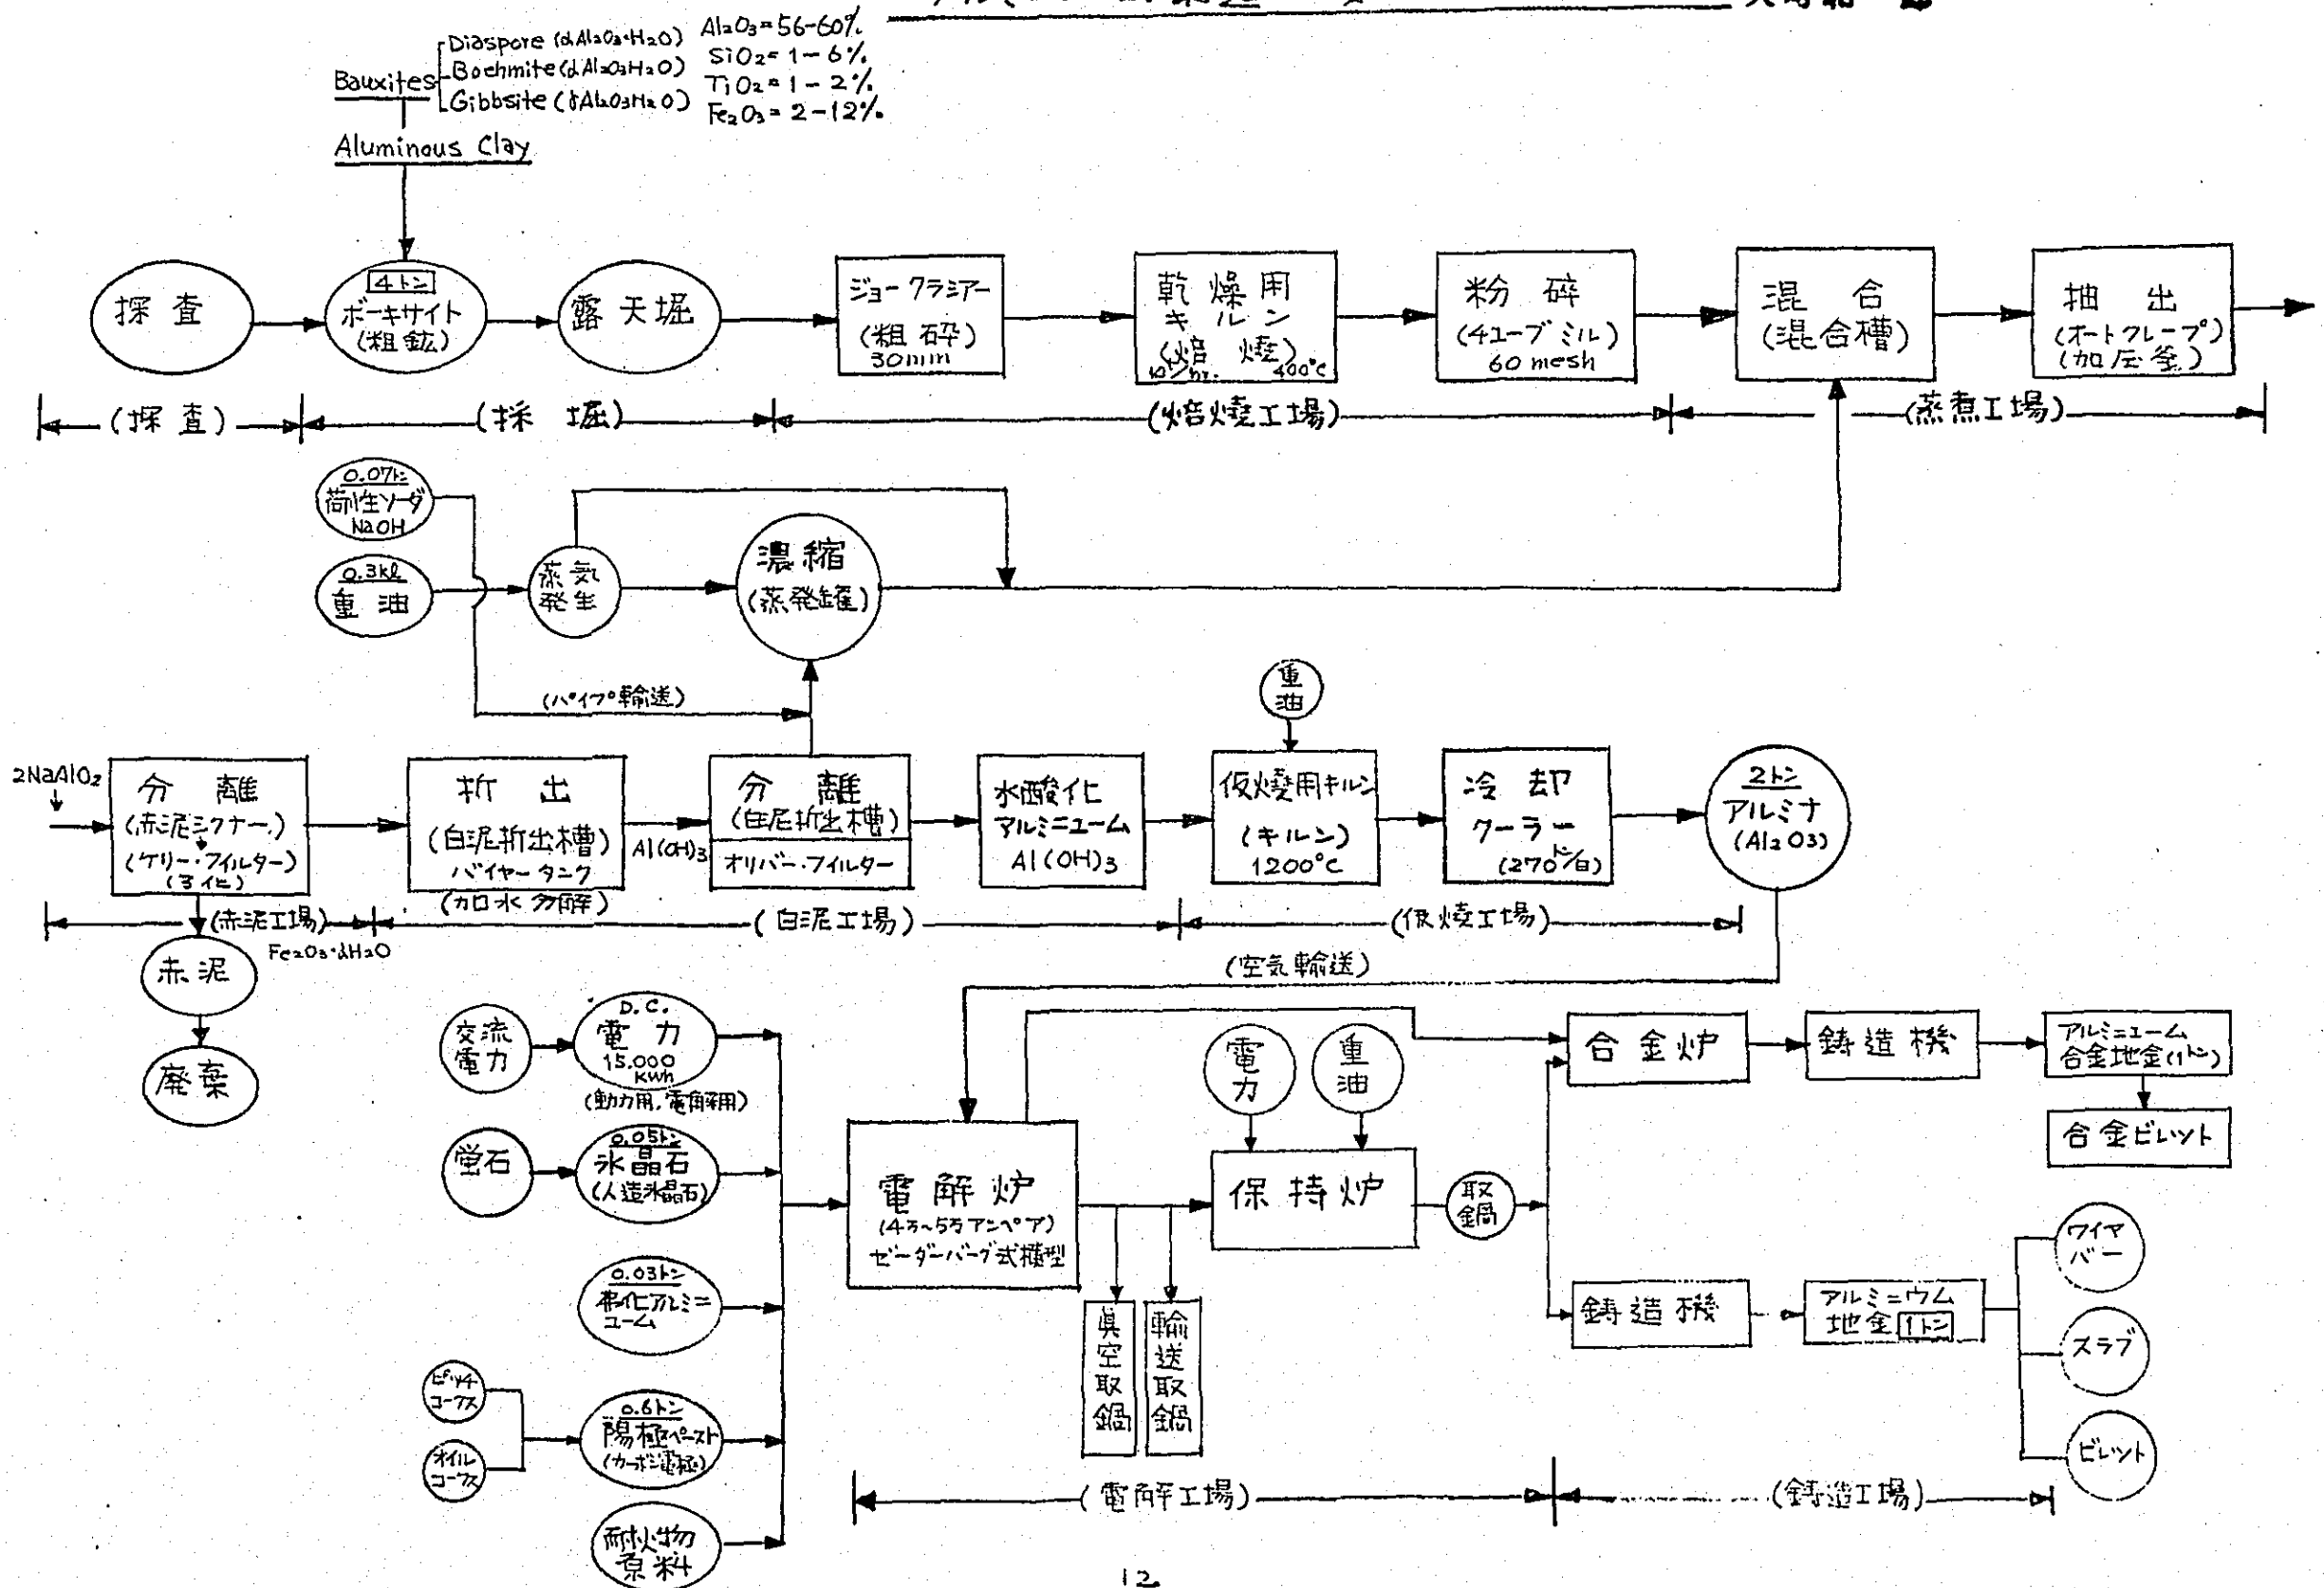 Bauxites
Diaspore (αAl₂O₃·H₂O) Al₂O₃=56-60%
Boehmite (αAl₂O₃H₂O) SiO₂=1-6%
Gibbsite (γAl₂O₃H₂O) TiO₂=1-2%
Fe₂O₃=2-12%
Aluminous Clay
探査
4トン
ボーキサイト
(粗鉱)
露天堀
ジョークラシアー
(粗砕)
30mm
乾燥用
キルン
(焙焼)
400°C
粉砕
(チューブミル)
60 mesh
混合
(混合槽)
抽出
(オートクレーブ)
(加圧釜)
(探査)
(採堀)
(焙焼工場)
(蒸煮工場)
0.07トン
苛性ソーダ
NaOH
0.3kl
重油
蒸気
発生
濃縮
(蒸発罐)
(パイプ輸送)
重
油
2NaAlO₂
分離
(赤泥シクナー)
(ケリー・フィルター)
析出
(白泥折出槽)
バイヤータンク
(加水分解)
Al(OH)₃
分離
(白泥折出槽)
オリバー・フィルター
水酸化
アルミニューム
Al(OH)₃
仮焼用キルン
(キルン)
1200°C
冷却
クーラー
(270トン/日)
2トン
アルミナ
(Al₂O₃)
(赤泥工場)
(白泥工場)
(仮焼工場)
Fe₂O₃·αH₂O
赤泥
廃棄
(空気輸送)
交流
電力
D.C.
電力
15.000
KWh
(動力用,電解用)
蛍石
0.05トン
氷晶石
(人造氷晶石)
0.03トン
弗化アルミニ
ューム
ピッチ
コークス
オイル
コークス
0.6トン
陽極ペースト
(カーボン電極)
耐火物
原料
電解炉
(4万~5万アンペア)
ゼーダーバーグ式横型
電
力
重
油
保持炉
取
鍋
眞空取鍋
輸送取鍋
合金炉
鋳造機
アルミニューム
合金地金(1トン)
合金ビレット
鋳造機
アルミニウム
地金 1トン
ワイヤ
バー
スラブ
ビレット
(電解工場)
(鋳造工場)
12